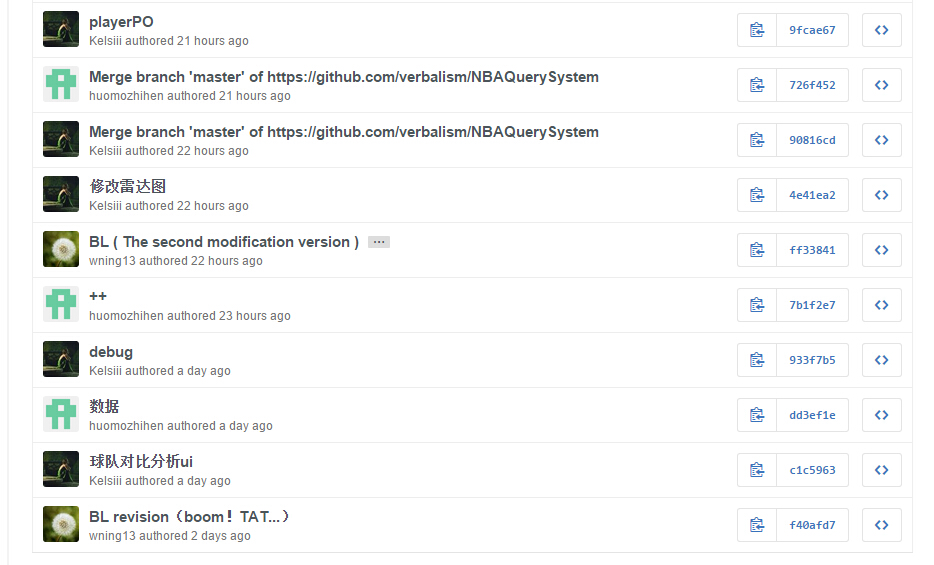 playerPO
Kelsiii authored 21 hours ago
9fcae67
Merge branch 'master' of https://github.com/verbalism/NBAQuerySystem
huomozhihen authored 21 hours ago
726f452
Merge branch 'master' of https://github.com/verbalism/NBAQuerySystem
Kelsiii authored 22 hours ago
90816cd
修改雷达图
Kelsiii authored 22 hours ago
4e41ea2
BL ( The second modification version ) ...
wning13 authored 22 hours ago
ff33841
++
huomozhihen authored 23 hours ago
7b1f2e7
debug
Kelsiii authored a day ago
933f7b5
数据
huomozhihen authored a day ago
dd3ef1e
球队对比分析ui
Kelsiii authored a day ago
c1c5963
BL revision（boom！TAT...）
wning13 authored 2 days ago
f40afd7